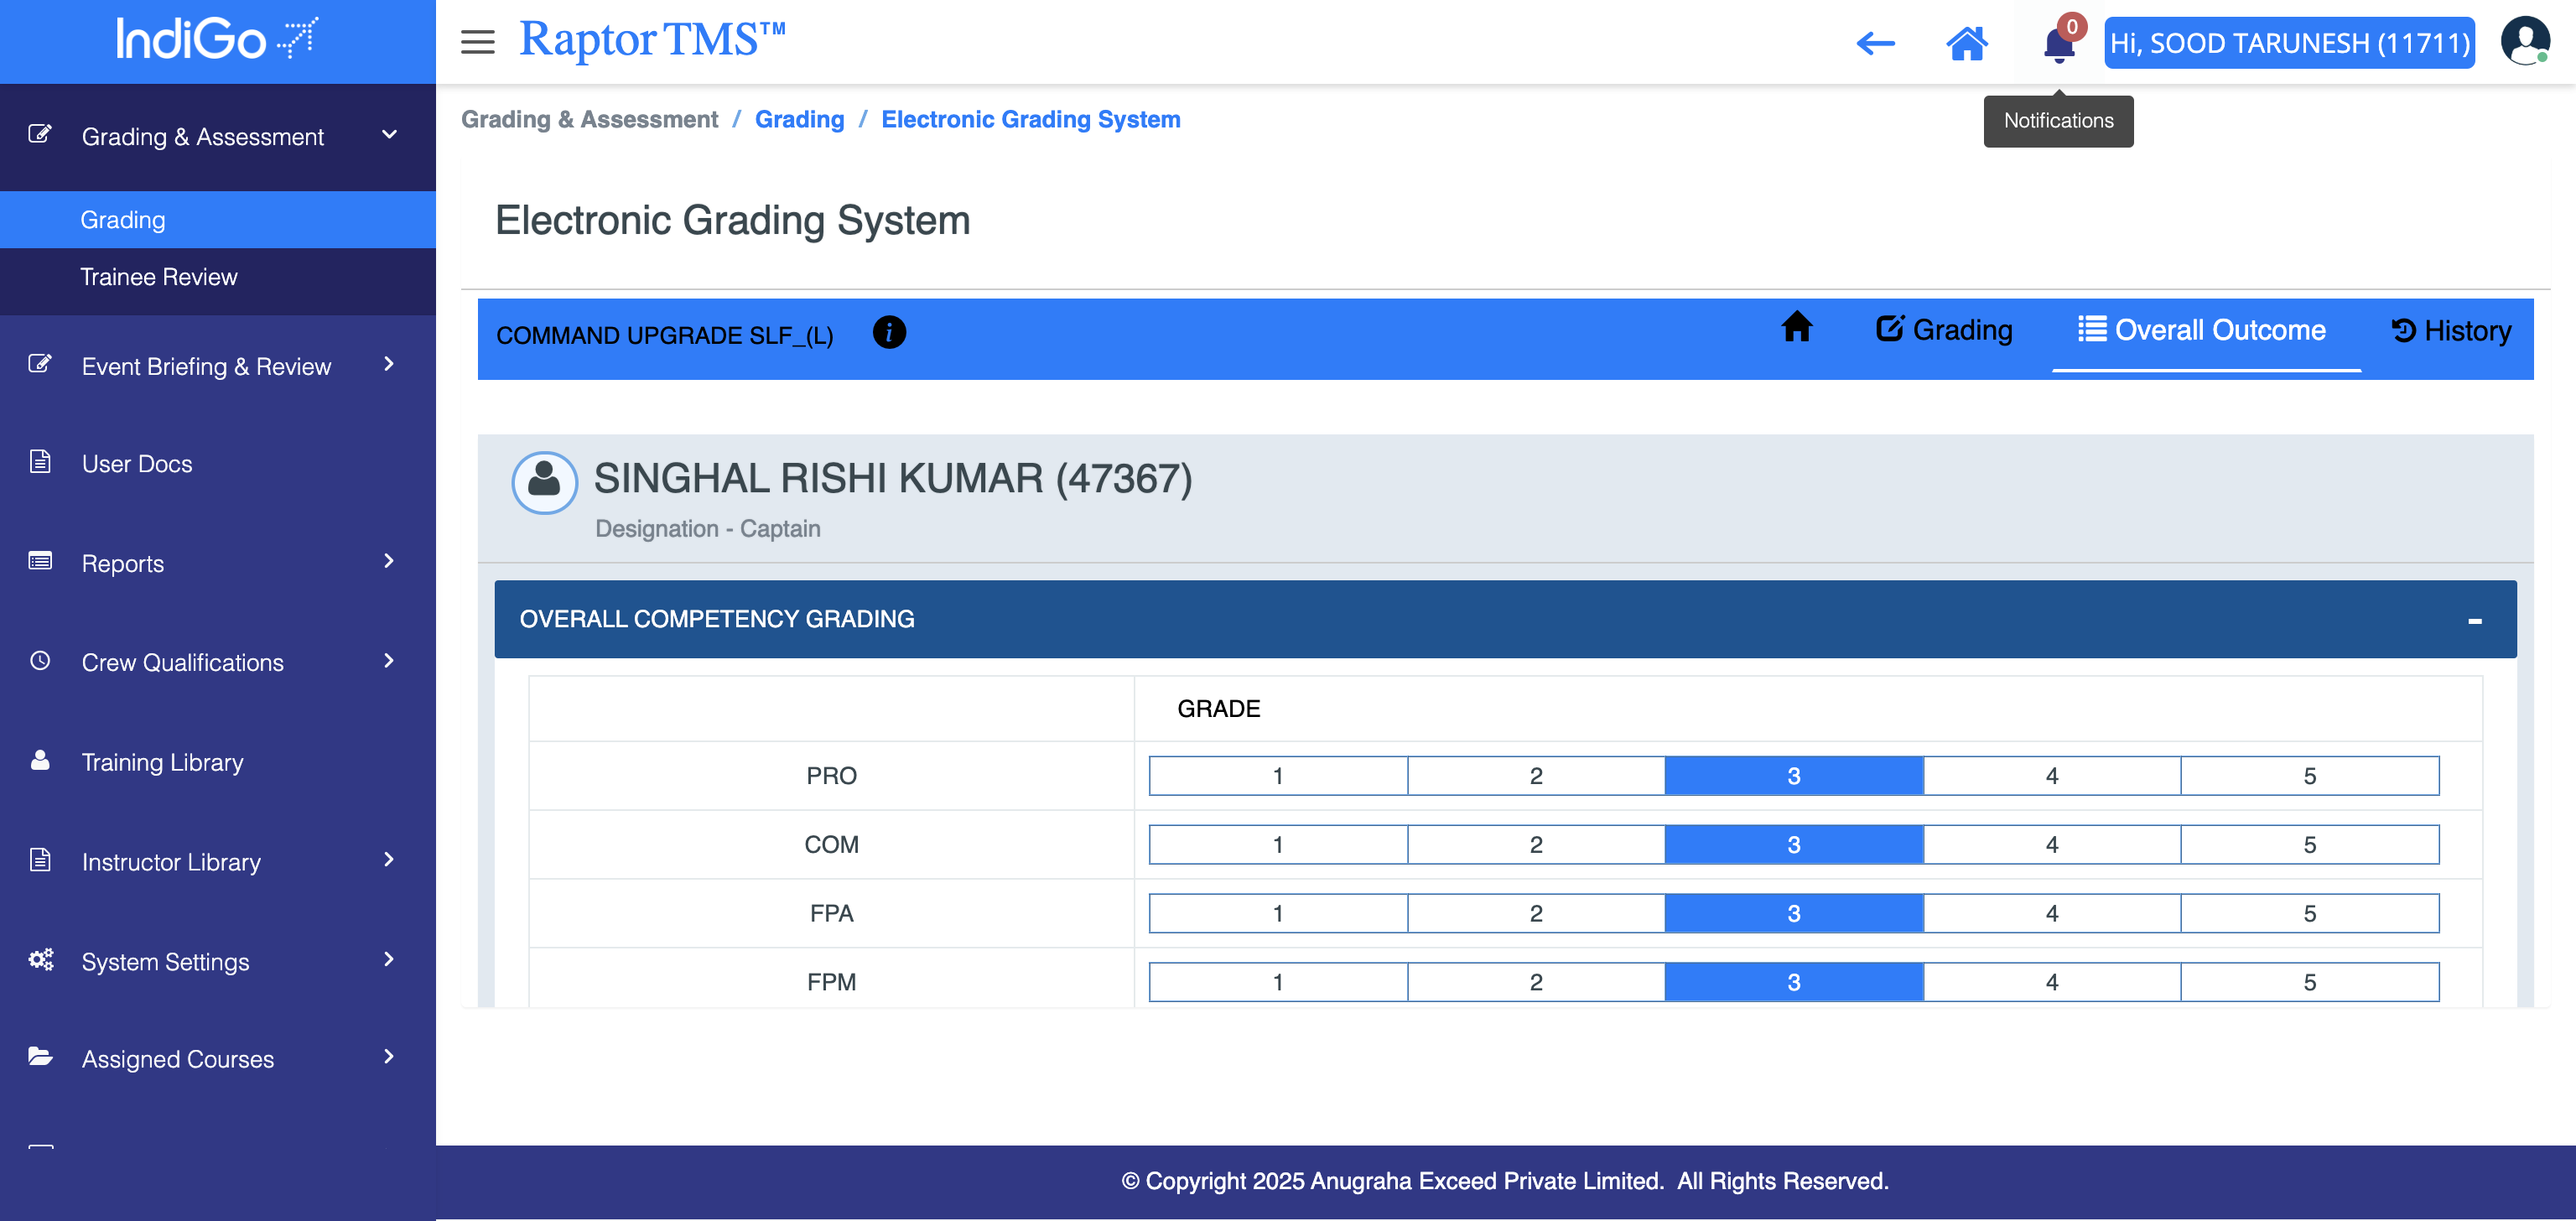 IndiGo
Raptor TMS™
0
Hi, SOOD TARUNESH (11711)
Notifications
Grading & Assessment
Grading
Trainee Review
Event Briefing & Review
User Docs
Reports
Crew Qualifications
Training Library
Instructor Library
System Settings
Assigned Courses
Grading & Assessment / Grading / Electronic Grading System
Electronic Grading System
COMMAND UPGRADE SLF_(L)
Grading
Overall Outcome
History
SINGHAL RISHI KUMAR (47367)
Designation - Captain
OVERALL COMPETENCY GRADING
GRADE
PRO 1 2 3 4 5
COM 1 2 3 4 5
FPA 1 2 3 4 5
FPM 1 2 3 4 5
© Copyright 2025 Anugraha Exceed Private Limited. All Rights Reserved.